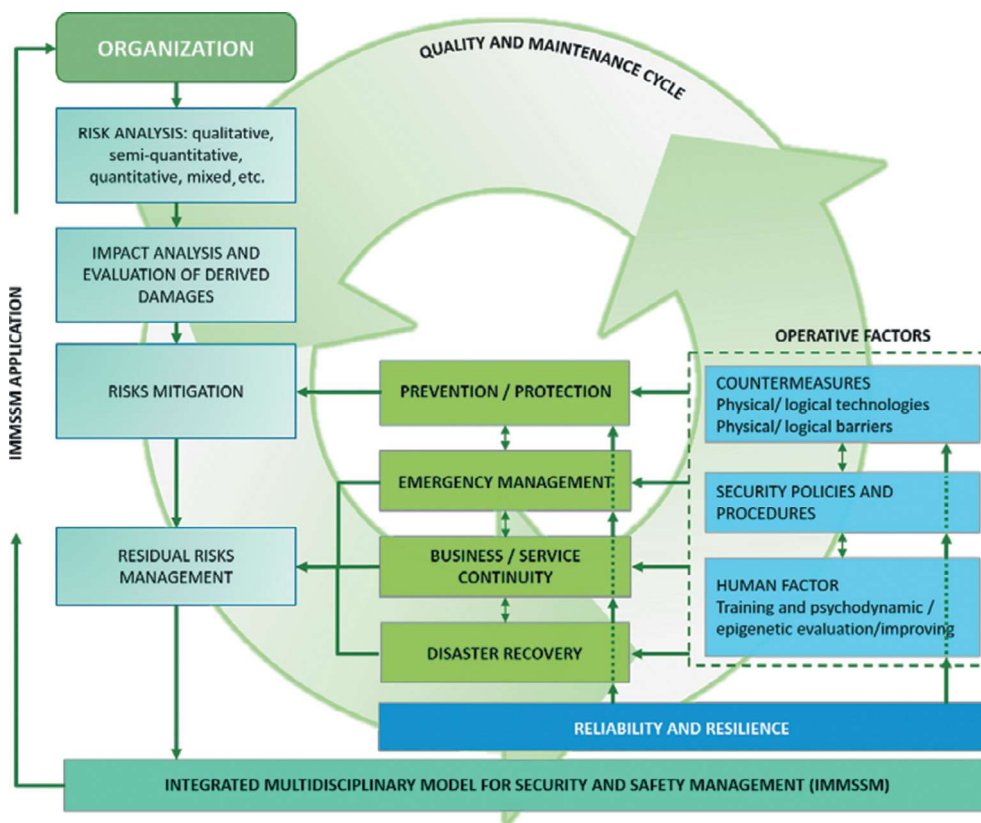 ORGANIZATION
QUALITY AND MAINTENANCE CYCLE
RISK ANALYSIS: qualitative,
semi-quantitative,
quantitative, mixed, etc.
IMPACT ANALYSIS AND
EVALUATION OF DERIVED
DAMAGES
IMMSSM APPLICATION
RISKS MITIGATION
RESIDUAL RISKS
MANAGEMENT
PREVENTION / PROTECTION
EMERGENCY MANAGEMENT
BUSINESS / SERVICE
CONTINUITY
DISASTER RECOVERY
OPERATIVE FACTORS
COUNTERMEASURES
Physical/ logical technologies
Physical/ logical barriers
SECURITY POLICIES AND
PROCEDURES
HUMAN FACTOR
Training and psychodynamic /
epigenetic evaluation/improving
RELIABILITY AND RESILIENCE
INTEGRATED MULTIDISCIPLINARY MODEL FOR SECURITY AND SAFETY MANAGEMENT (IMMSSM)